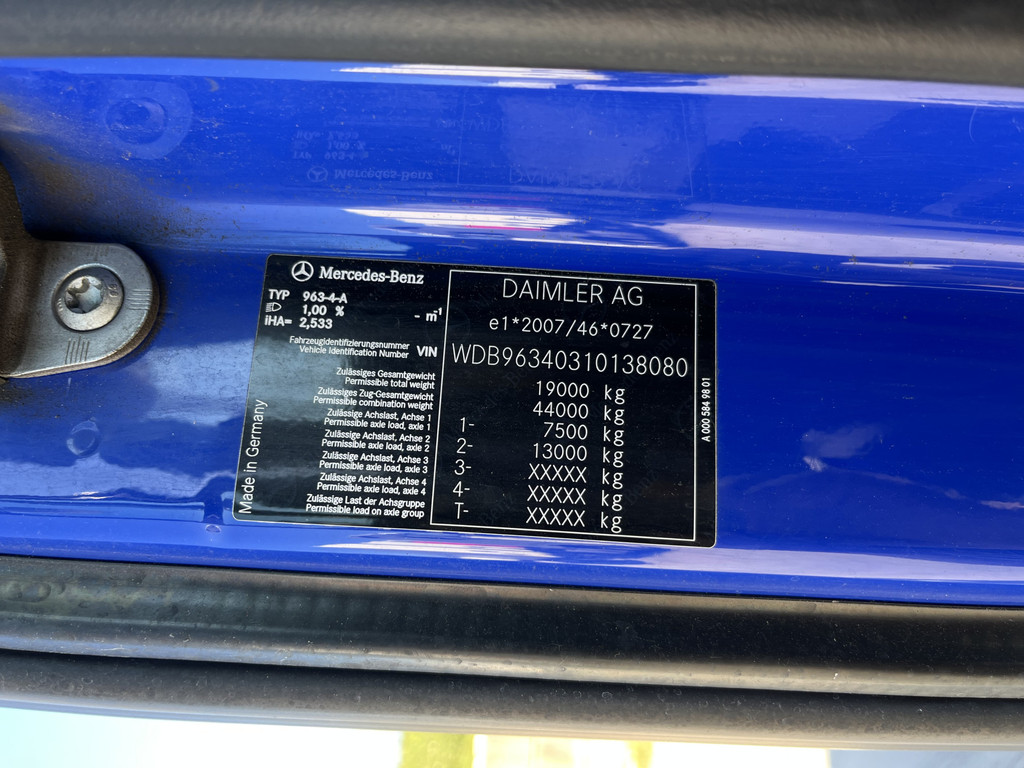 Mercedes-Benz
TYP 963-4-A
1,00 % - m⁻¹
iHA= 2,533
Fahrzeugidentifizierungsnummer
Vehicle Identification Number VIN
Zulässiges Gesamtgewicht
Permissible total weight
Zulässiges Zug-Gesamtgewicht
Permissible combination weight
Zulässige Achslast, Achse 1
Permissible axle load, axle 1
Zulässige Achslast, Achse 2
Permissible axle load, axle 2
Zulässige Achslast, Achse 3
Permissible axle load, axle 3
Zulässige Achslast, Achse 4
Permissible axle load, axle 4
Zulässige Last der Achsgruppe
Permissible load on axle group
Made in Germany
DAIMLER AG
e1*2007/46*0727
WDB96340310138080
19000 kg
44000 kg
1- 7500 kg
2- 13000 kg
3- XXXXX kg
4- XXXXX kg
T- XXXXX kg
A 000 584 98 01